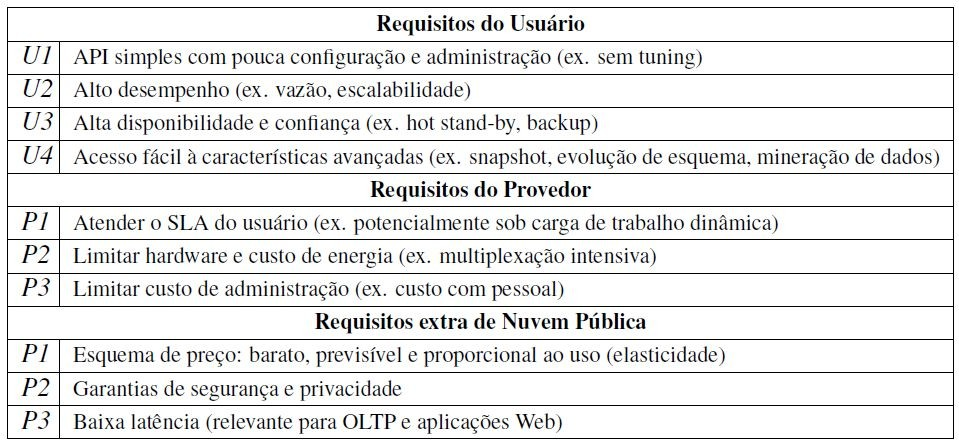 Requisitos do Usuário
U1 API simples com pouca configuração e administração (ex. sem tuning)
U2 Alto desempenho (ex. vazão, escalabilidade)
U3 Alta disponibilidade e confiança (ex. hot stand-by, backup)
U4 Acesso fácil à características avançadas (ex. snapshot, evolução de esquema, mineração de dados)
Requisitos do Provedor
P1 Atender o SLA do usuário (ex. potencialmente sob carga de trabalho dinâmica)
P2 Limitar hardware e custo de energia (ex. multiplexação intensiva)
P3 Limitar custo de administração (ex. custo com pessoal)
Requisitos extra de Nuvem Pública
P1 Esquema de preço: barato, previsível e proporcional ao uso (elasticidade)
P2 Garantias de segurança e privacidade
P3 Baixa latência (relevante para OLTP e aplicações Web)